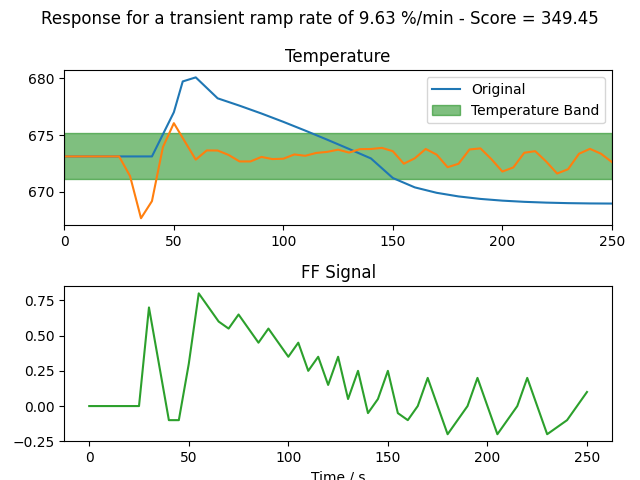 Response for a transient ramp rate of 9.63 %/min - Score = 349.45
Temperature
680
675
670
Original
Temperature Band
0 50 100 150 200 250
FF Signal
0.75
0.50
0.25
0.00
−0.25
0 50 100 150 200 250
Time / s